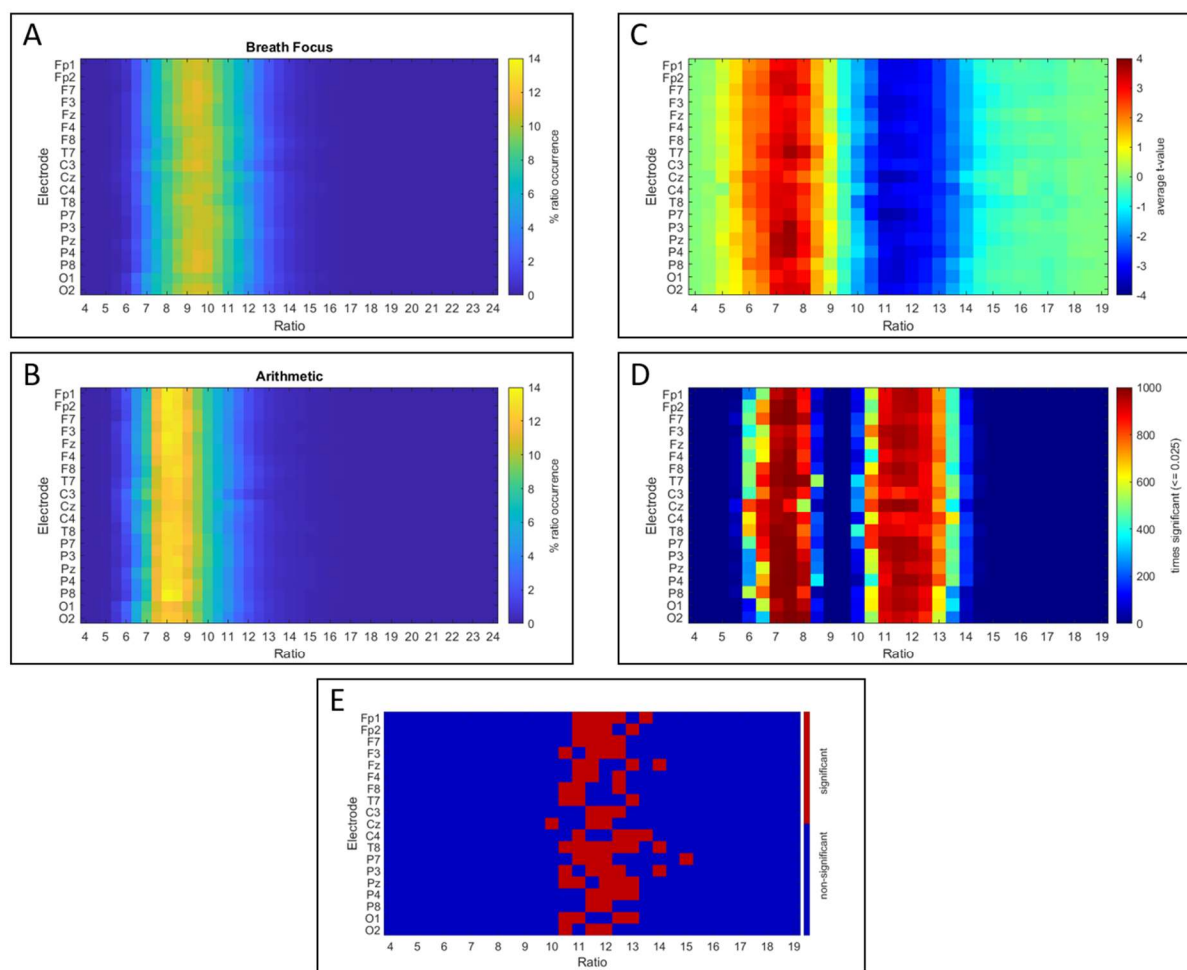 A
Breath Focus
Fp1
Fp2
F7
F3
Fz
F4
F8
T7
C3
Cz
C4
T8
P7
P3
Pz
P4
P8
O1
O2
Electrode
4 5 6 7 8 9 10 11 12 13 14 15 16 17 18 19 20 21 22 23 24
Ratio
14
12
10
8
6
4
2
0
% ratio occurrence
C
Fp1
Fp2
F7
F3
Fz
F4
F8
T7
C3
Cz
C4
T8
P7
P3
Pz
P4
P8
O1
O2
Electrode
4 5 6 7 8 9 10 11 12 13 14 15 16 17 18 19
Ratio
4
3
2
1
0
-1
-2
-3
-4
average t-value
B
Arithmetic
Fp1
Fp2
F7
F3
Fz
F4
F8
T7
C3
Cz
C4
T8
P7
P3
Pz
P4
P8
O1
O2
Electrode
4 5 6 7 8 9 10 11 12 13 14 15 16 17 18 19 20 21 22 23 24
Ratio
14
12
10
8
6
4
2
0
% ratio occurrence
D
Fp1
Fp2
F7
F3
Fz
F4
F8
T7
C3
Cz
C4
T8
P7
P3
Pz
P4
P8
O1
O2
Electrode
4 5 6 7 8 9 10 11 12 13 14 15 16 17 18 19
Ratio
1000
800
600
400
200
0
times significant (<= 0.025)
E
Fp1
Fp2
F7
F3
Fz
F4
F8
T7
C3
Cz
C4
T8
P7
P3
Pz
P4
P8
O1
O2
Electrode
4 5 6 7 8 9 10 11 12 13 14 15 16 17 18 19
Ratio
significant
non-significant